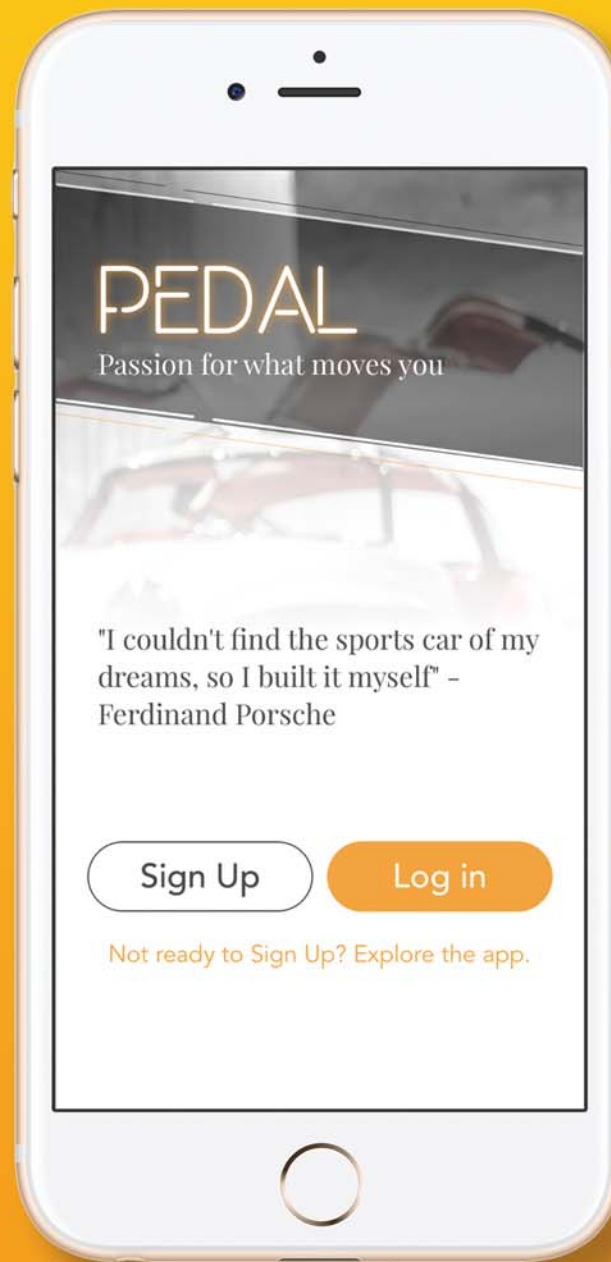 PEDAL
Passion for what moves you
"I couldn't find the sports car of my
dreams, so I built it myself" -
Ferdinand Porsche
Sign Up
Log in
Not ready to Sign Up? Explore the app.